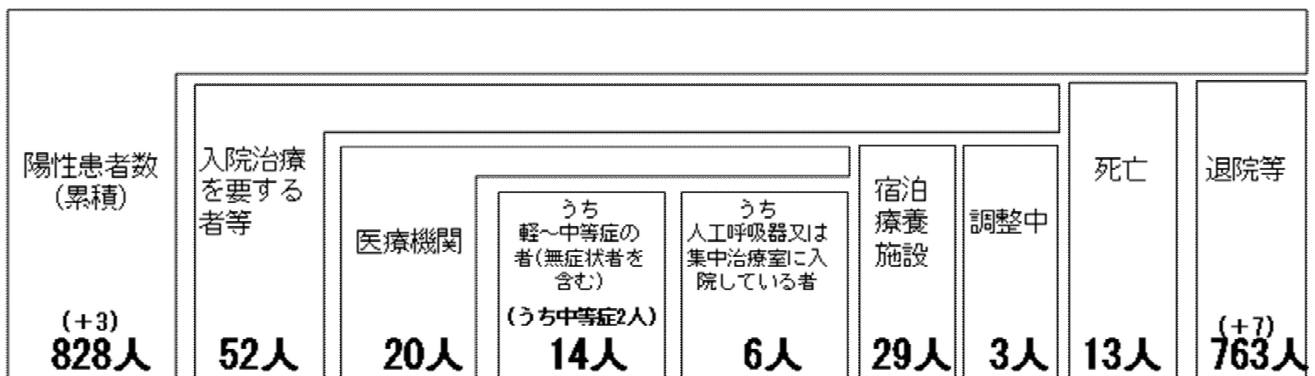 陽性患者数
(累積)
(+3)
828人
入院治療
を要する
者等
52人
医療機関
20人
うち
軽~中等症の
者(無症状者を
含む)
(うち中等症2人)
14人
うち
人工呼吸器又は
集中治療室に入
院している者
6人
宿泊
療養
施設
29人
調整中
3人
死亡
13人
退院等
(+7)
763人